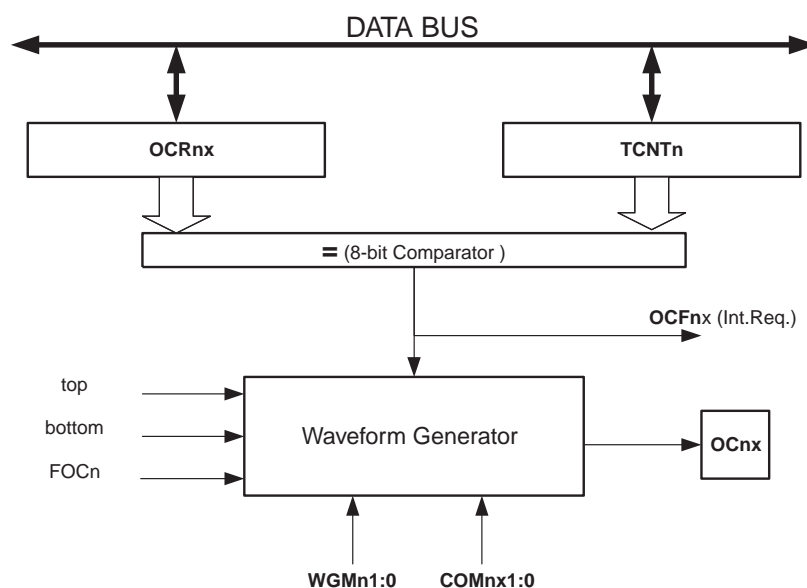 DATA BUS
OCRnx
TCNTn
= (8-bit Comparator )
OCFnx (Int.Req.)
top
bottom
FOCn
Waveform Generator
OCnx
WGMn1:0
COMnx1:0